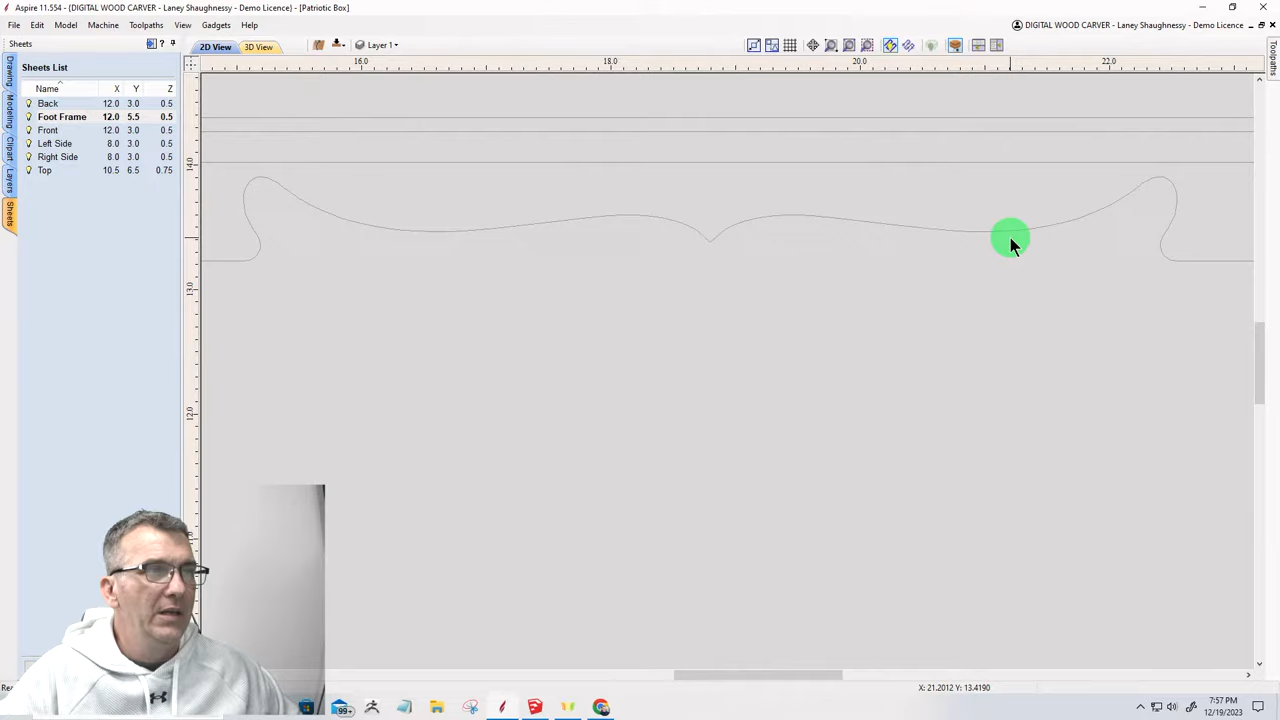 Aspire 11.554 - (DIGITAL WOOD CARVER - Laney Shaughnessy - Demo Licence) - [Patriotic Box]
File Edit Model Machine Toolpaths View Gadgets Help
DIGITAL WOOD CARVER - Laney Shaughnessy - Demo Licence
Sheets
2D View 3D View Layer 1
Toolpaths
Drawing
Modeling
Clipart
Layers
Sheets
Sheets List
Name X Y Z
Back 12.0 3.0 0.5
Foot Frame 12.0 5.5 0.5
Front 12.0 3.0 0.5
Left Side 8.0 3.0 0.5
Right Side 8.0 3.0 0.5
Top 10.5 6.5 0.75
16.0 18.0 20.0 22.0
14.0
13.0
12.0
X: 21.2012 Y: 13.4190
99+
7:57 PM
12/19/2023